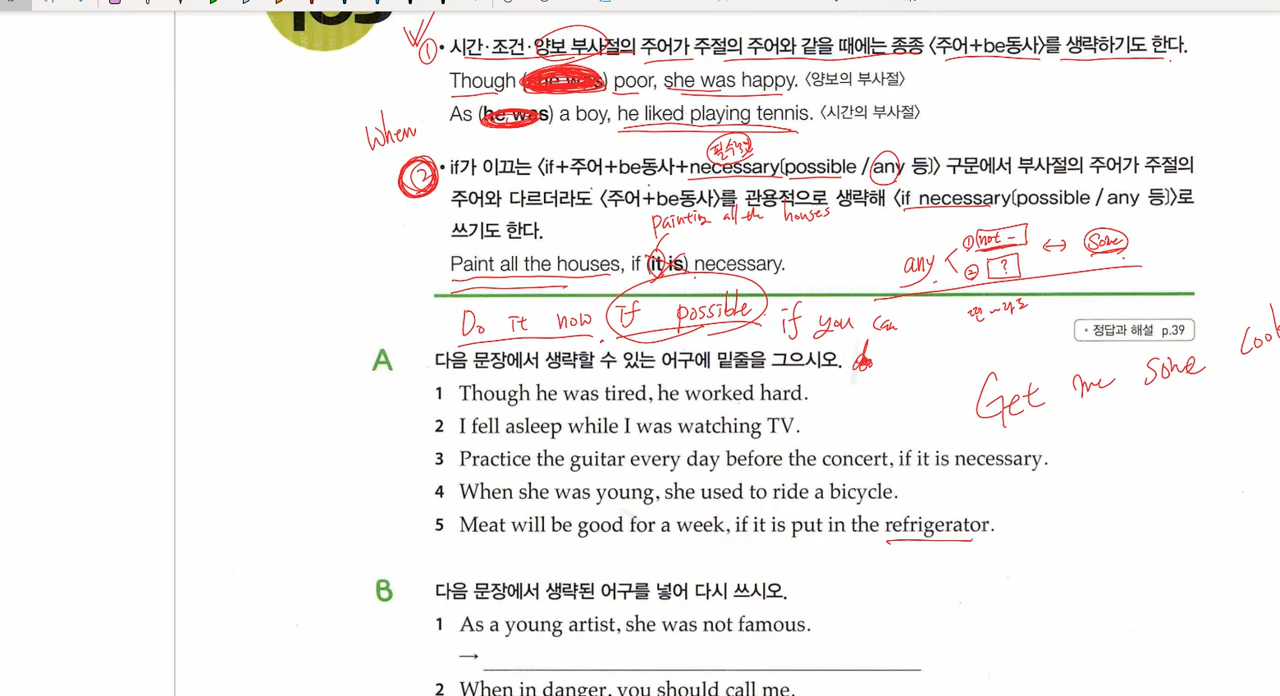 ① • 시간·조건·양보 부사절의 주어가 주절의 주어와 같을 때에는 종종 〈주어+be동사〉를 생략하기도 한다.
Though ( ) poor, she was happy. 〈양보의 부사절〉
As (he was) a boy, he liked playing tennis. 〈시간의 부사절〉
When
② • if가 이끄는 〈if+주어+be동사+necessary(possible / any 등)〉 구문에서 부사절의 주어가 주절의
주어와 다르더라도 〈주어+be동사〉를 관용적으로 생략해 〈if necessary(possible / any 등)〉로
all the houses
쓰기도 한다.
any ① not ② ? ↔ some
Paint all the houses, if (it is) necessary.
Do it now if possible. if you can
• 정답과 해설 p.39
Get me some
A 다음 문장에서 생략할 수 있는 어구에 밑줄을 그으시오.
1 Though he was tired, he worked hard.
2 I fell asleep while I was watching TV.
3 Practice the guitar every day before the concert, if it is necessary.
4 When she was young, she used to ride a bicycle.
5 Meat will be good for a week, if it is put in the refrigerator.
B 다음 문장에서 생략된 어구를 넣어 다시 쓰시오.
1 As a young artist, she was not famous.
→
2 When in danger, you should call me.